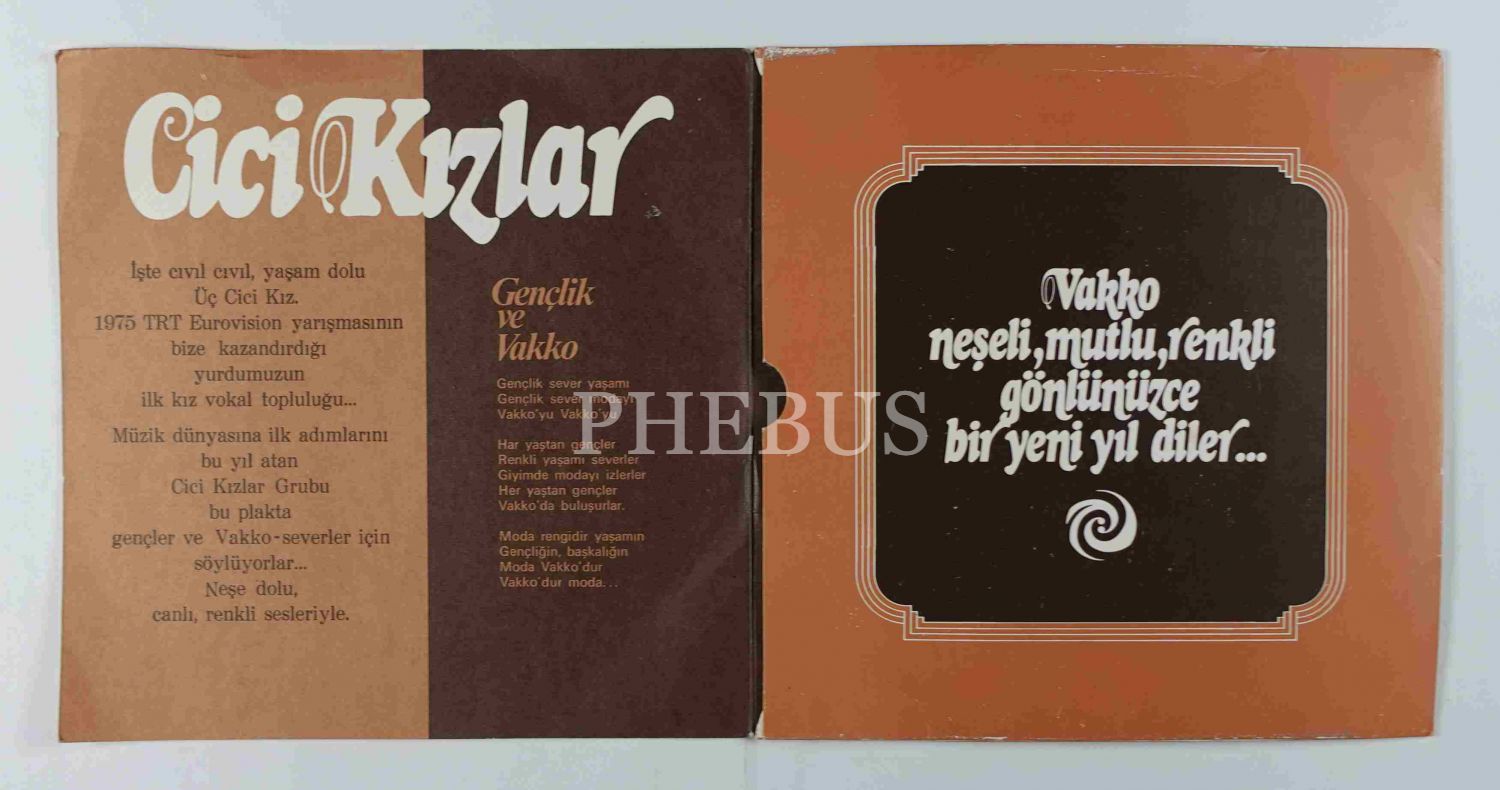 Cici Kızlar
İşte cıvıl cıvıl, yaşam dolu
Üç Cici Kız.
1975 TRT Eurovision yarışmasının
bize kazandırdığı
yurdumuzun
ilk kız vokal topluluğu...
Müzik dünyasına ilk adımlarını
bu yıl atan
Cici Kızlar Grubu
bu plakta
gençler ve Vakko-severler için
söylüyorlar...
Neşe dolu,
canlı, renkli sesleriyle.
Gençlik
ve
Vakko
Gençlik sever yaşamı
Gençlik sever modayı
Vakko'yu Vakko'yu
Har yaştan gençler
Renkli yaşamı severler
Giyimde modayı izlerler
Her yaştan gençler
Vakko'da buluşurlar.
Moda rengidir yaşamın
Gençliğin, başkalığın
Moda Vakko'dur
Vakko'dur moda...
PHEBUS
Vakko
neşeli, mutlu, renkli
gönlünüzce
bir yeni yıl diler...